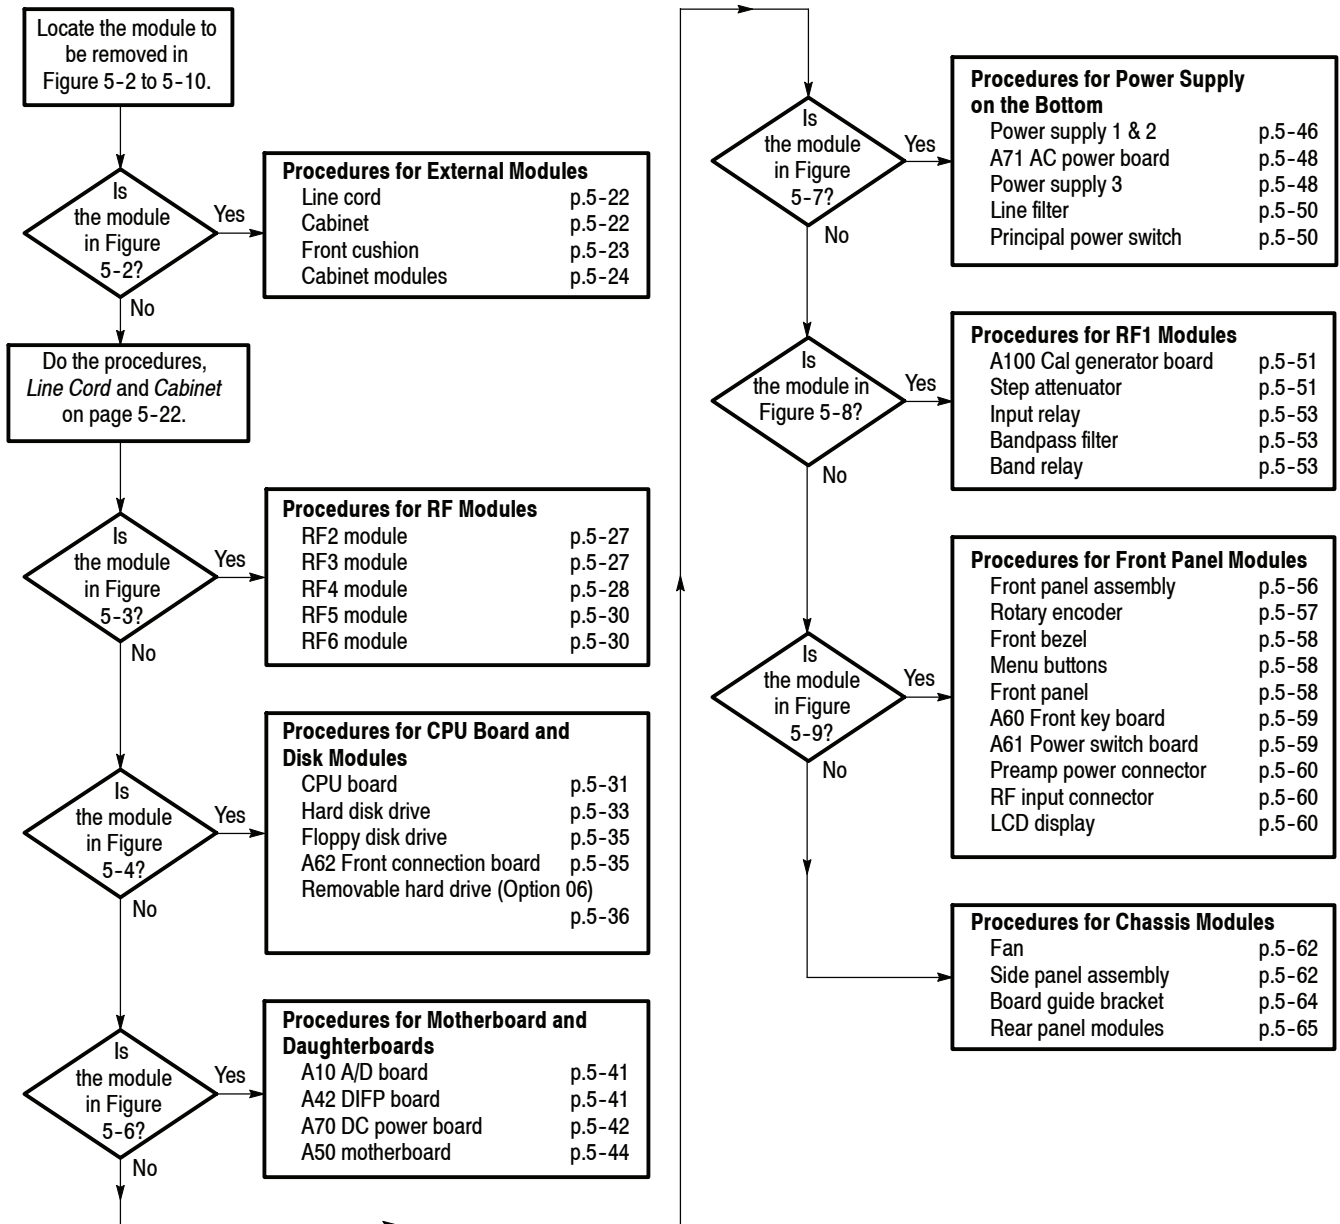 Locate the module to
be removed in
Figure 5-2 to 5-10.
Is
the module
in Figure
5-2?
Yes
No
Procedures for External Modules
Line cord p.5-22
Cabinet p.5-22
Front cushion p.5-23
Cabinet modules p.5-24
Do the procedures,
Line Cord and Cabinet
on page 5-22.
Is
the module
in Figure
5-3?
Yes
No
Procedures for RF Modules
RF2 module p.5-27
RF3 module p.5-27
RF4 module p.5-28
RF5 module p.5-30
RF6 module p.5-30
Is
the module
in Figure
5-4?
Yes
No
Procedures for CPU Board and
Disk Modules
CPU board p.5-31
Hard disk drive p.5-33
Floppy disk drive p.5-35
A62 Front connection board p.5-35
Removable hard drive (Option 06)
p.5-36
Is
the module
in Figure
5-6?
Yes
No
Procedures for Motherboard and
Daughterboards
A10 A/D board p.5-41
A42 DIFP board p.5-41
A70 DC power board p.5-42
A50 motherboard p.5-44
Is
the module
in Figure
5-7?
Yes
No
Procedures for Power Supply
on the Bottom
Power supply 1 & 2 p.5-46
A71 AC power board p.5-48
Power supply 3 p.5-48
Line filter p.5-50
Principal power switch p.5-50
Is
the module in
Figure 5-8?
Yes
No
Procedures for RF1 Modules
A100 Cal generator board p.5-51
Step attenuator p.5-51
Input relay p.5-53
Bandpass filter p.5-53
Band relay p.5-53
Is
the module
in Figure
5-9?
Yes
No
Procedures for Front Panel Modules
Front panel assembly p.5-56
Rotary encoder p.5-57
Front bezel p.5-58
Menu buttons p.5-58
Front panel p.5-58
A60 Front key board p.5-59
A61 Power switch board p.5-59
Preamp power connector p.5-60
RF input connector p.5-60
LCD display p.5-60
Procedures for Chassis Modules
Fan p.5-62
Side panel assembly p.5-62
Board guide bracket p.5-64
Rear panel modules p.5-65